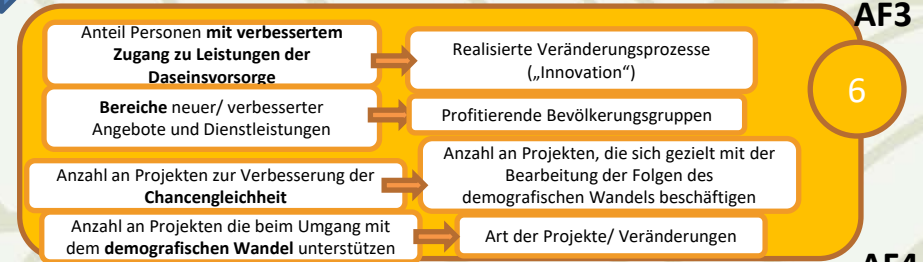 AF3
Anteil Personen mit verbessertem
Zugang zu Leistungen der
Daseinsvorsorge
Realisierte Veränderungsprozesse
(„Innovation“)
6
Bereiche neuer/ verbesserter
Angebote und Dienstleistungen
Profitierende Bevölkerungsgruppen
Anzahl an Projekten zur Verbesserung der
Chancengleichheit
Anzahl an Projekten, die sich gezielt mit der
Bearbeitung der Folgen des
demografischen Wandels beschäftigen
Anzahl an Projekten die beim Umgang mit
dem demografischen Wandel unterstützen
Art der Projekte/ Veränderungen
AF4